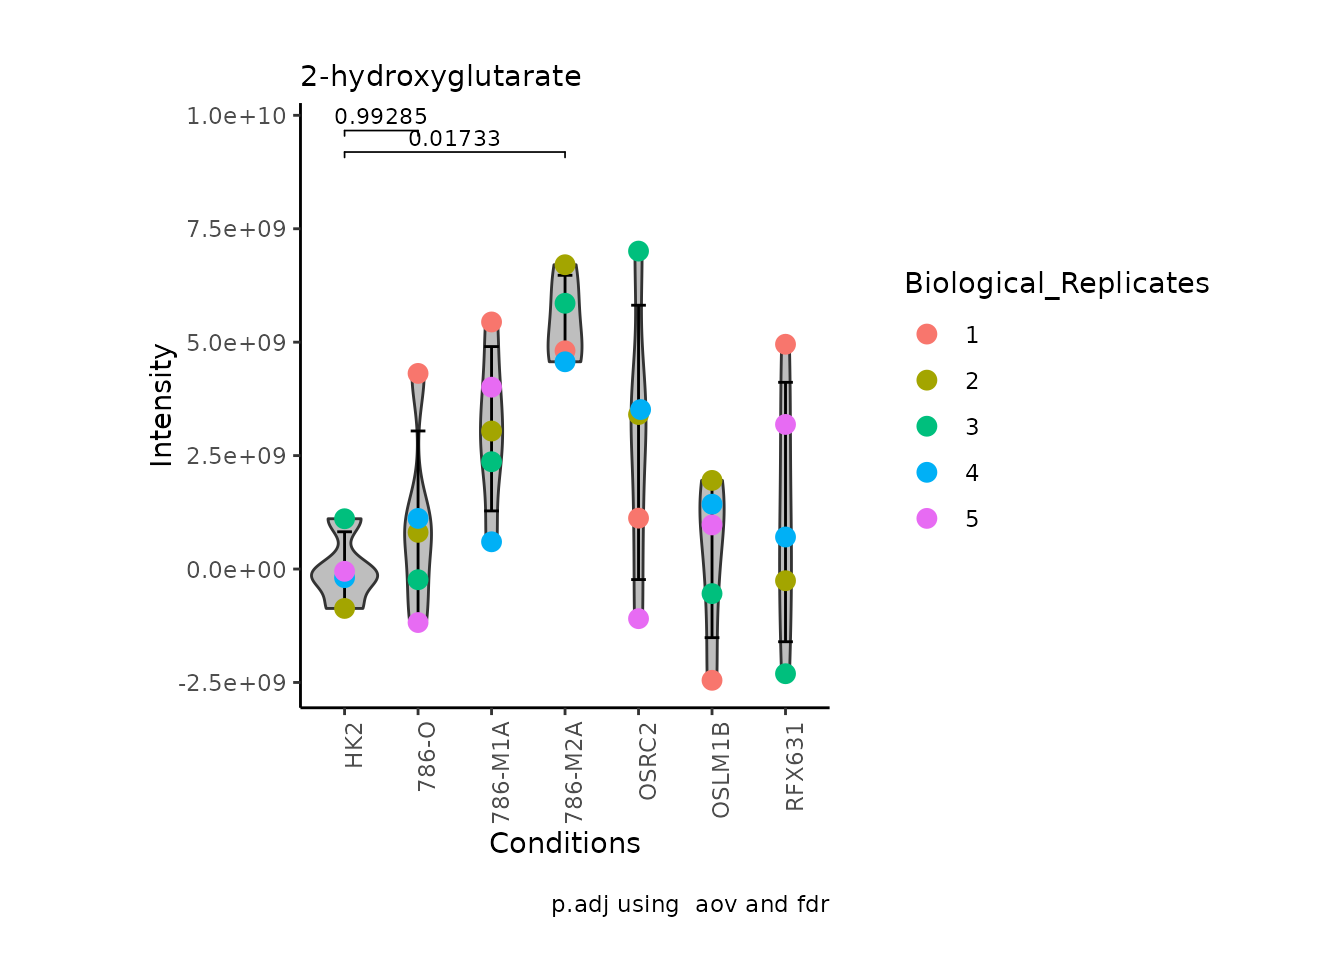 2-hydroxyglutarate
1.0e+10
7.5e+09
5.0e+09
2.5e+09
0.0e+00
-2.5e+09
Intensity
0.99285
0.01733
HK2
786-O
786-M1A
786-M2A
OSRC2
OSLM1B
RFX631
Conditions
Biological_Replicates
1
2
3
4
5
p.adj using  aov and fdr